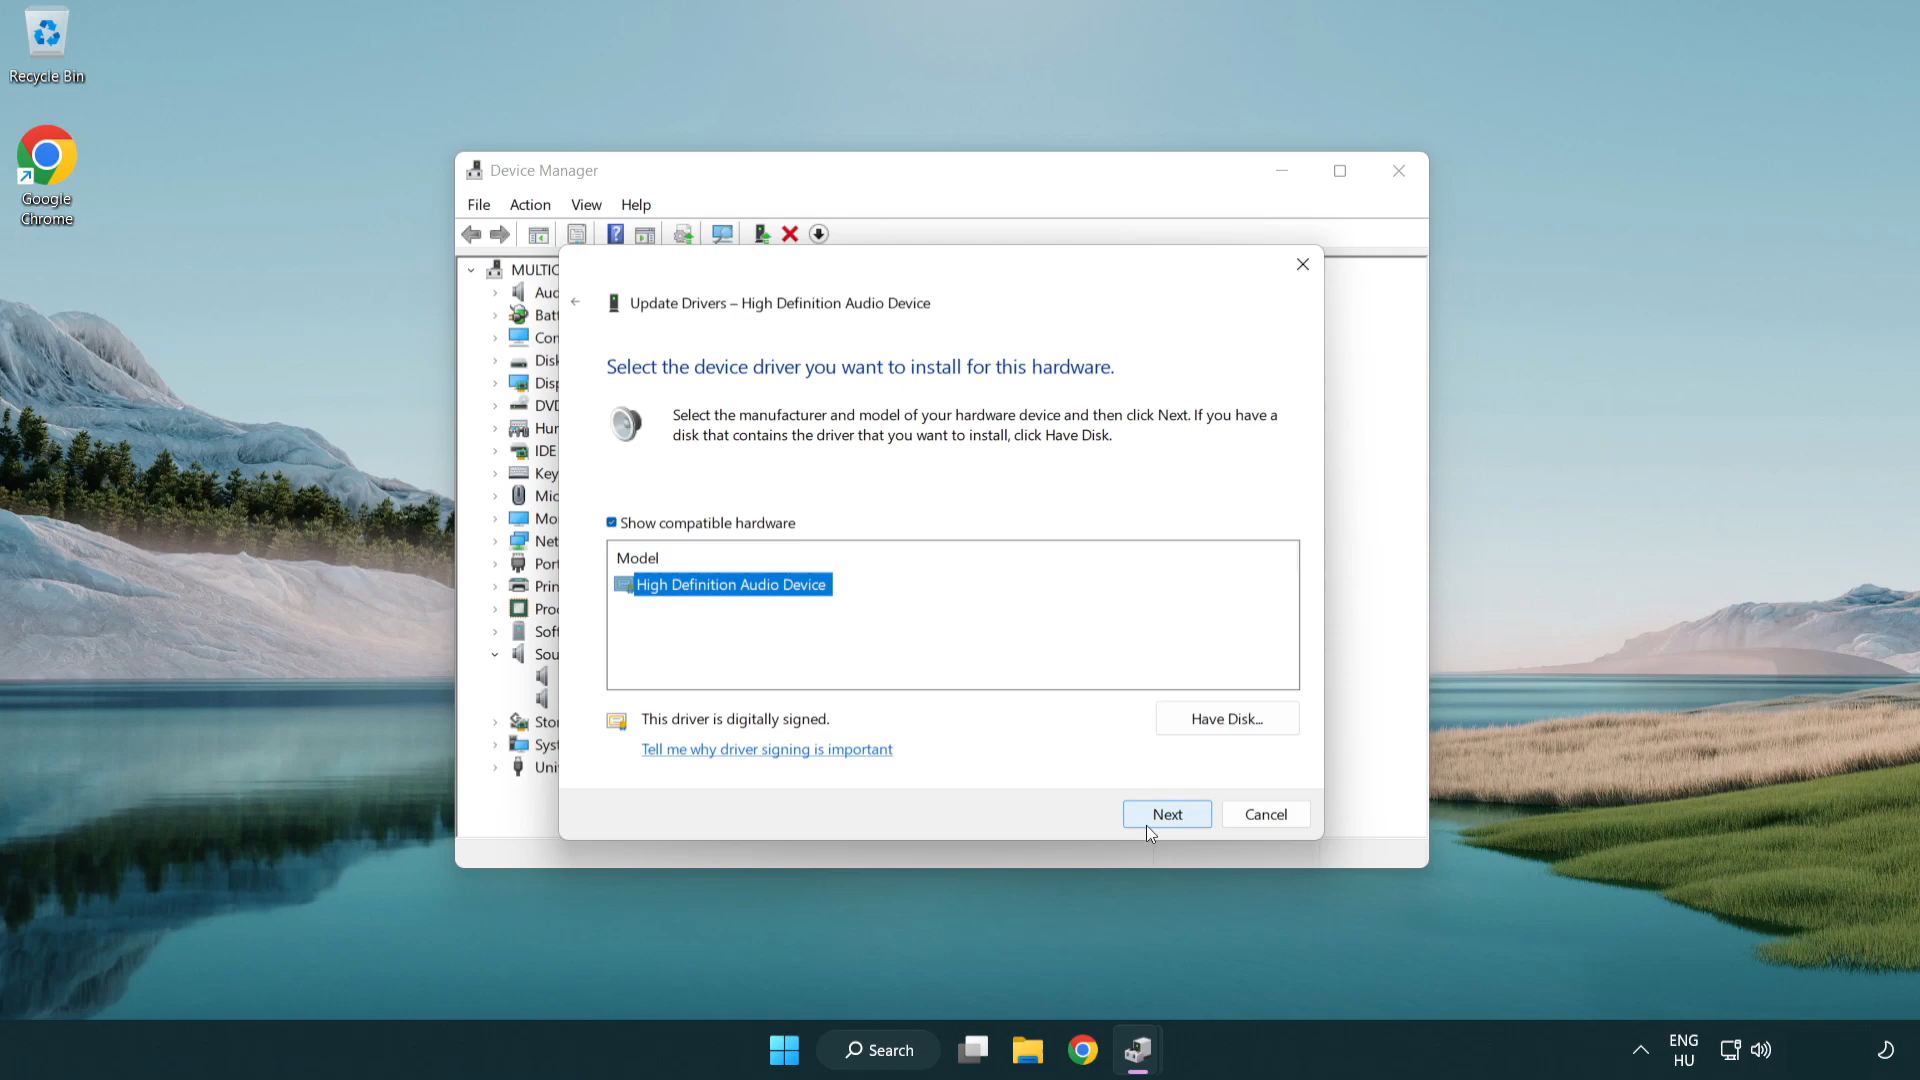 Recycle Bin
Google
Chrome
Device Manager
File Action View Help
Update Drivers – High Definition Audio Device
Select the device driver you want to install for this hardware.
Select the manufacturer and model of your hardware device and then click Next. If you have a
disk that contains the driver that you want to install, click Have Disk.
Show compatible hardware
Model
High Definition Audio Device
This driver is digitally signed.
Have Disk...
Tell me why driver signing is important
Next
Cancel
MULTIC
Aud
Batt
Con
Disk
Disp
DVD
Hum
IDE
Key
Mic
Mo
Net
Port
Prin
Proc
Soft
Sou
Stor
Syst
Uni
Search
ENG
HU